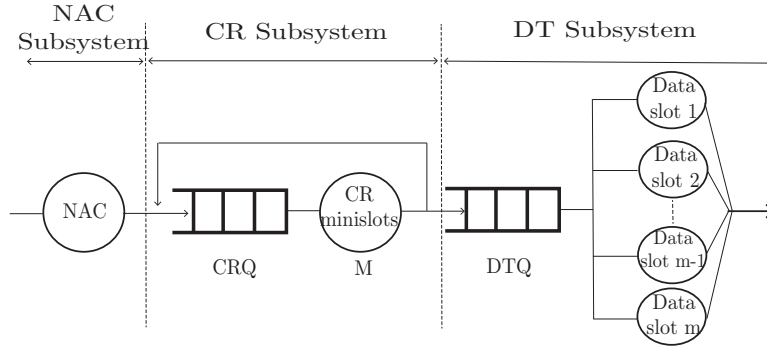 NAC
Subsystem
CR Subsystem
DT Subsystem
NAC
CRQ
CR
minislots
M
DTQ
Data
slot 1
Data
slot 2
Data
slot m-1
Data
slot m